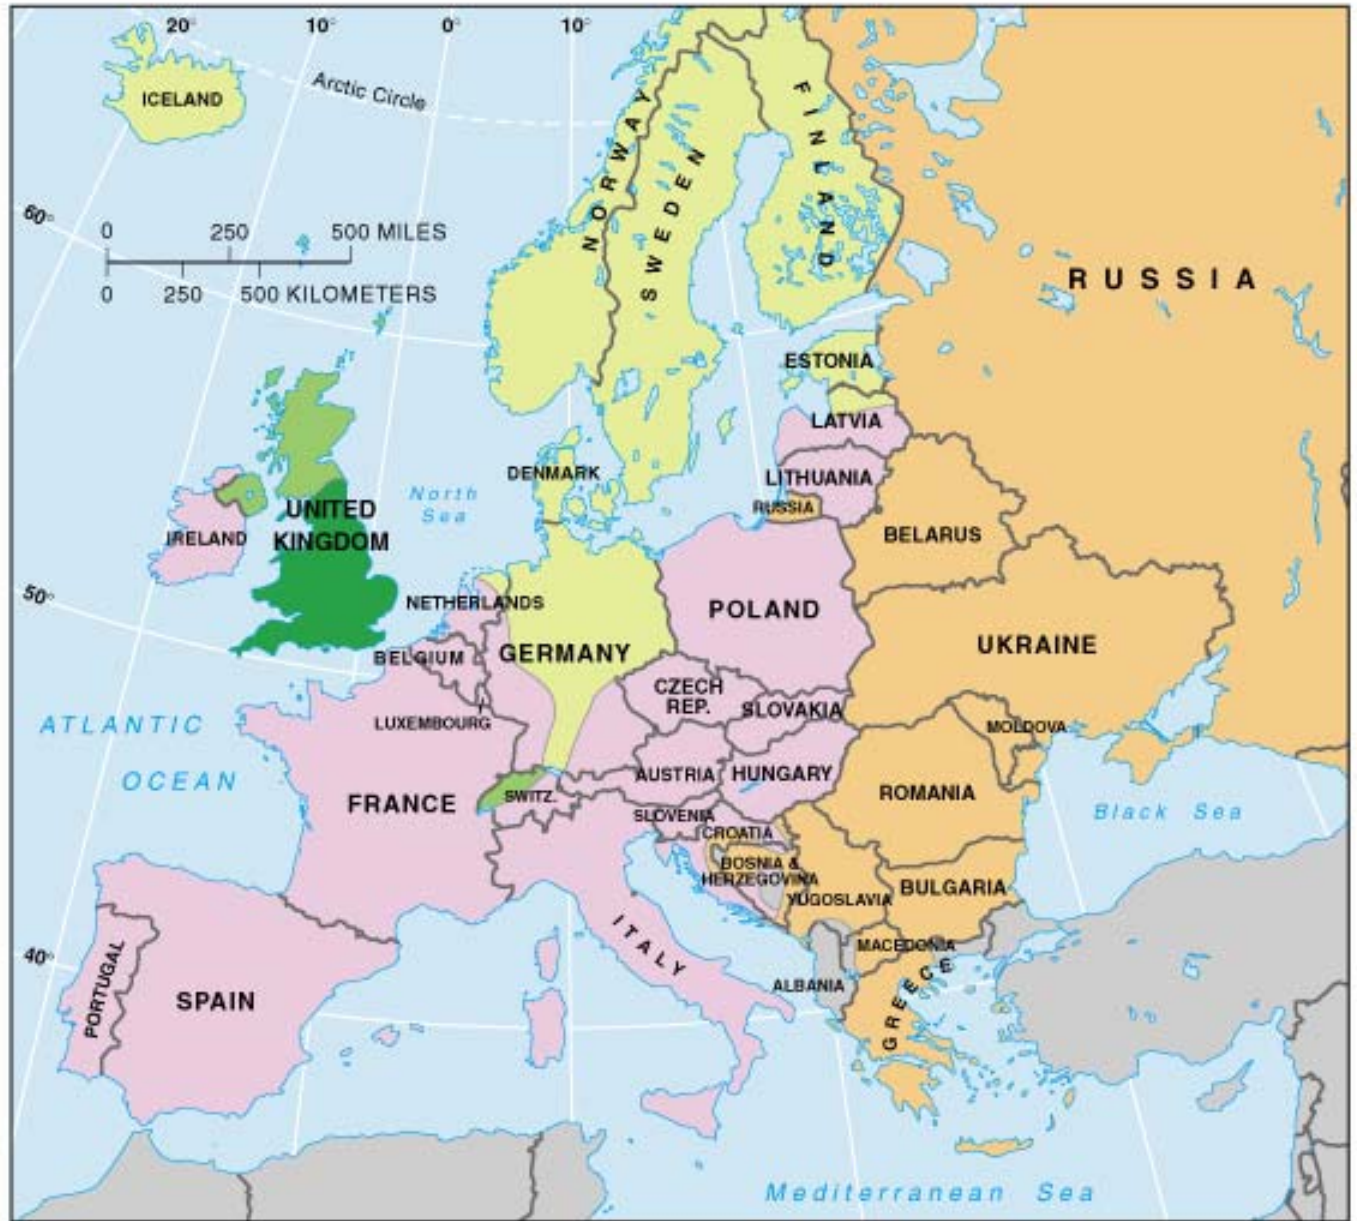 20°
10°
0°
10°
Arctic Circle
ICELAND
NORWAY
SWEDEN
FINLAND
60°
0 250 500 MILES
0 250 500 KILOMETERS
RUSSIA
ESTONIA
LATVIA
LITHUANIA
RUSSIA
DENMARK
North
Sea
UNITED
KINGDOM
IRELAND
BELARUS
50°
NETHERLANDS
POLAND
BELGIUM
GERMANY
UKRAINE
CZECH
REP.
SLOVAKIA
LUXEMBOURG
ATLANTIC
OCEAN
MOLDOVA
AUSTRIA
HUNGARY
SWITZ.
FRANCE
ROMANIA
SLOVENIA
CROATIA
Black Sea
BOSNIA &
HERZEGOVINA
YUGOSLAVIA
BULGARIA
ITALY
MACEDONIA
40°
PORTUGAL
SPAIN
ALBANIA
GREECE
Mediterranean Sea